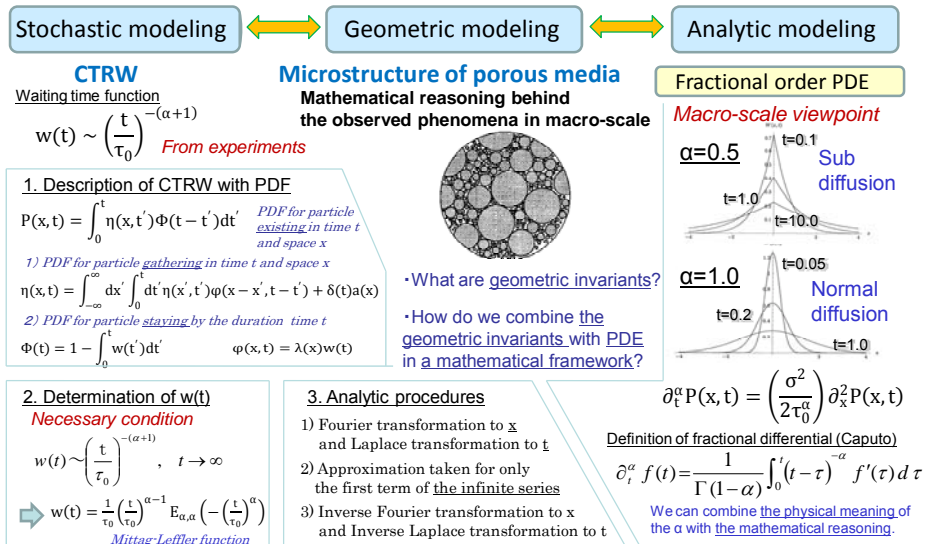 Stochastic modeling
Geometric modeling
Analytic modeling
CTRW
Waiting time function
w(t) ~ (t/τ₀)^−(α+1)
From experiments
1. Description of CTRW with PDF
P(x, t) = ∫₀ᵗ η(x, t′)Φ(t − t′)dt′
PDF for particle
existing in time t
and space x
1) PDF for particle gathering in time t and space x
η(x, t) = ∫₋∞^∞ dx′ ∫₀ᵗ dt′η(x′, t′)φ(x − x′, t − t′) + δ(t)a(x)
2) PDF for particle staying by the duration time t
Φ(t) = 1 − ∫₀ᵗ w(t′)dt′
φ(x, t) = λ(x)w(t)
2. Determination of w(t)
Necessary condition
w(t) ~ (t/τ₀)^−(α+1) , t → ∞
w(t) = 1/τ₀ (t/τ₀)^α−1 E_α,α (−(t/τ₀)^α)
Mittag-Leffler function
Microstructure of porous media
Mathematical reasoning behind
the observed phenomena in macro-scale
・What are geometric invariants?
・How do we combine the
geometric invariants with PDE
in a mathematical framework?
3. Analytic procedures
1) Fourier transformation to x
and Laplace transformation to t
2) Approximation taken for only
the first term of the infinite series
3) Inverse Fourier transformation to x
and Inverse Laplace transformation to t
Fractional order PDE
Macro-scale viewpoint
α=0.5
t=0.1
Sub
diffusion
t=1.0
t=10.0
α=1.0
t=0.05
Normal
diffusion
t=0.2
t=1.0
∂ₜ^α P(x, t) = (σ²/2τ₀^α) ∂ₓ² P(x, t)
Definition of fractional differential (Caputo)
∂ₜ^α f(t) = 1/Γ(1−α) ∫₀ᵗ (t−τ)^−α f′(τ)dτ
We can combine the physical meaning of
the α with the mathematical reasoning.